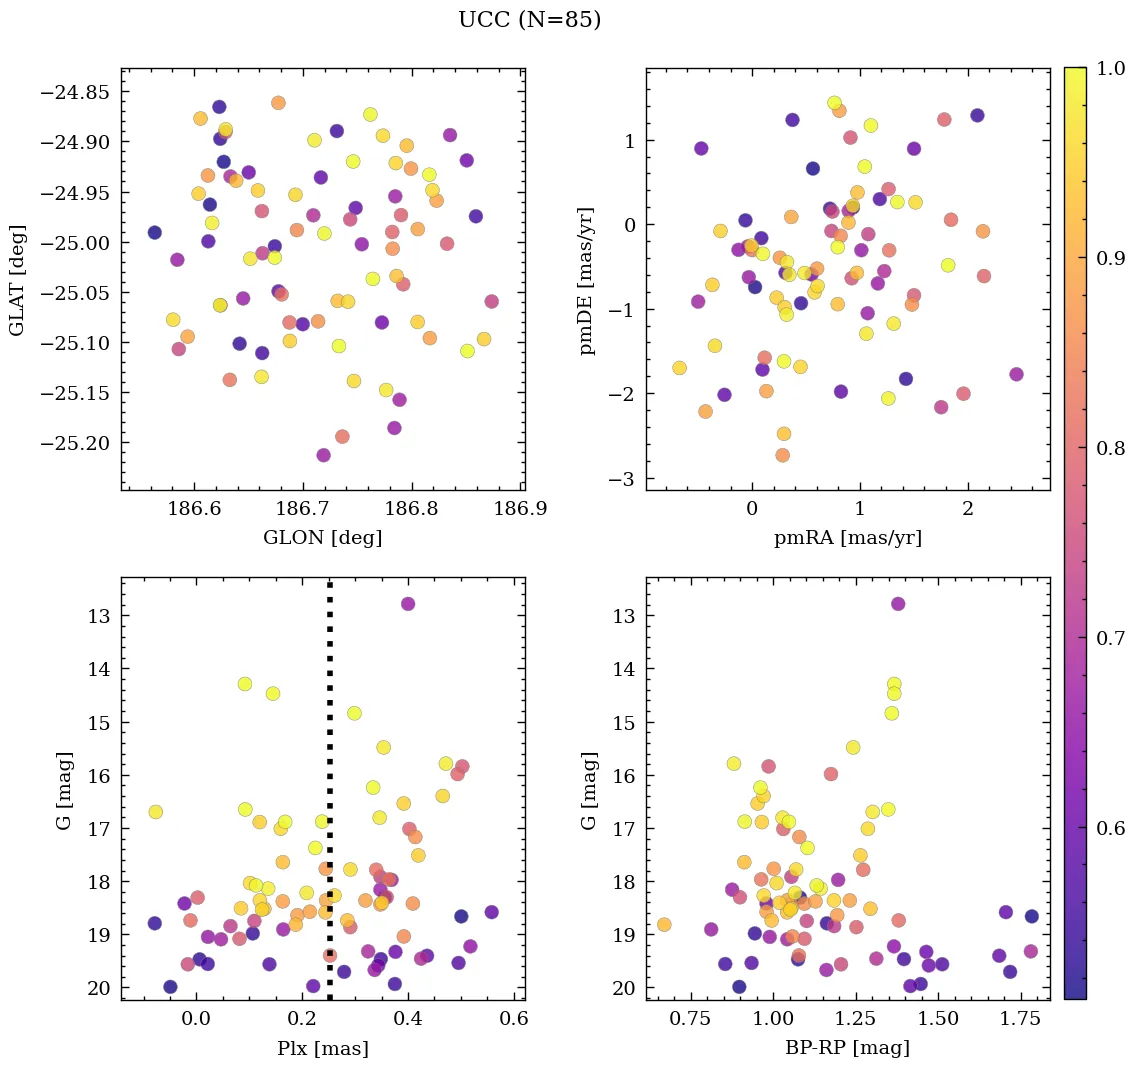 UCC (N=85)
−24.85
−24.90
−24.95
−25.00
−25.05
−25.10
−25.15
−25.20
GLAT [deg]
186.6 186.7 186.8 186.9
GLON [deg]
1
0
−1
−2
−3
pmDE [mas/yr]
0 1 2
pmRA [mas/yr]
13
14
15
16
17
18
19
20
G [mag]
0.0 0.2 0.4 0.6
Plx [mas]
13
14
15
16
17
18
19
20
G [mag]
0.75 1.00 1.25 1.50 1.75
BP-RP [mag]
1.0
0.9
0.8
0.7
0.6